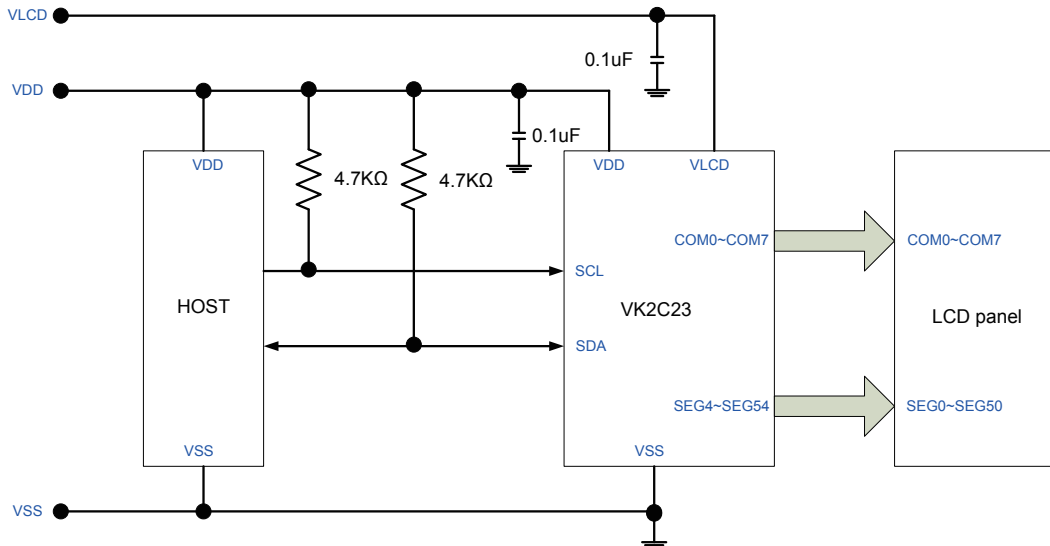 VLCD
0.1uF
VDD
0.1uF
VDD
4.7KΩ
4.7KΩ
VDD
VLCD
COM0~COM7
COM0~COM7
SCL
HOST
VK2C23
LCD panel
SDA
SEG4~SEG54
SEG0~SEG50
VSS
VSS
VSS